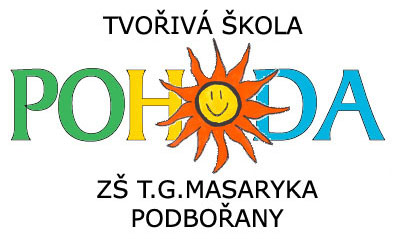 TVOŘIVÁ ŠKOLA
POHODA
ZŠ T.G.MASARYKA
PODBOŘANY